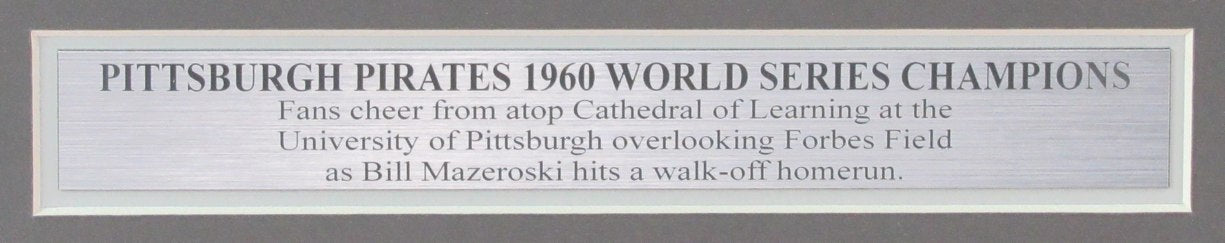 PITTSBURGH PIRATES 1960 WORLD SERIES CHAMPIONS
Fans cheer from atop Cathedral of Learning at the
University of Pittsburgh overlooking Forbes Field
as Bill Mazeroski hits a walk-off homerun.